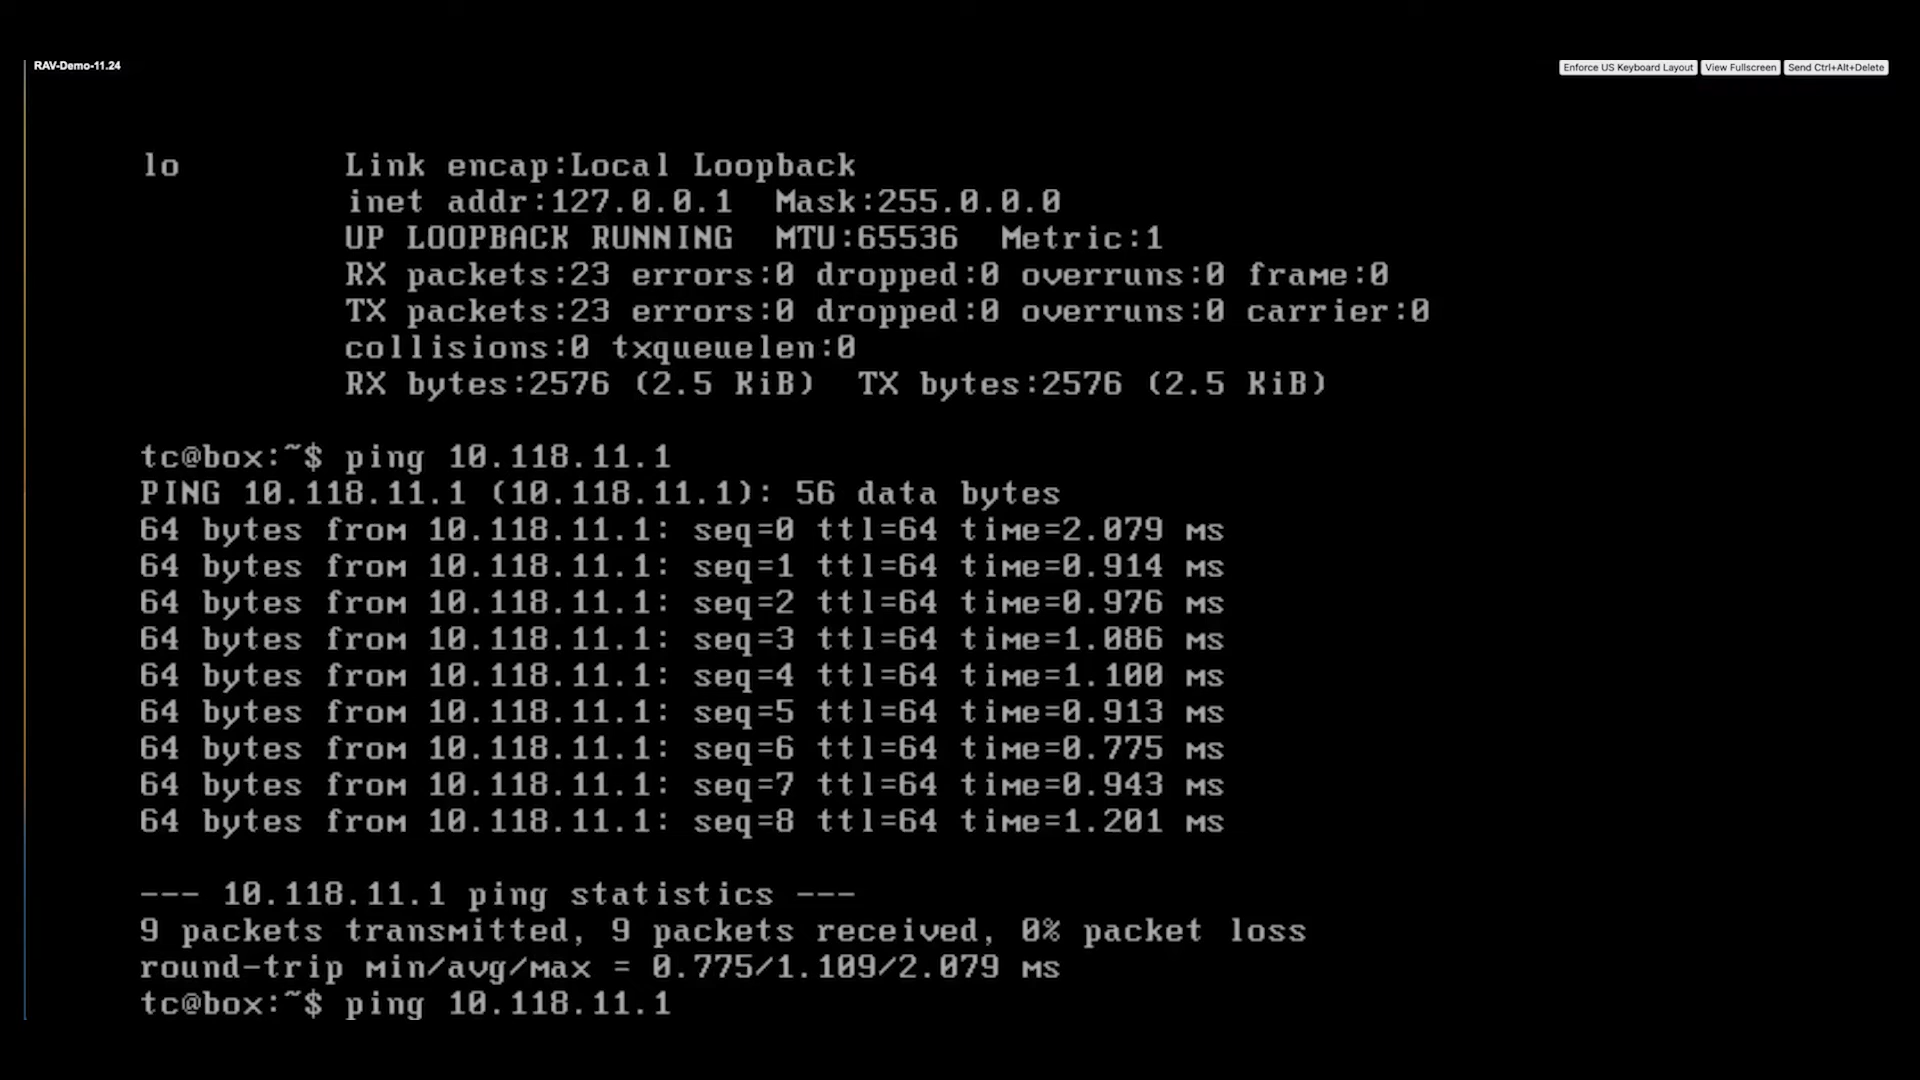 RAV-Demo-11.24
Enforce US Keyboard Layout View Fullscreen Send Ctrl+Alt+Delete
lo Link encap:Local Loopback
inet addr:127.0.0.1 Mask:255.0.0.0
UP LOOPBACK RUNNING MTU:65536 Metric:1
RX packets:23 errors:0 dropped:0 overruns:0 frame:0
TX packets:23 errors:0 dropped:0 overruns:0 carrier:0
collisions:0 txqueuelen:0
RX bytes:2576 (2.5 KiB) TX bytes:2576 (2.5 KiB)
tc@box:~$ ping 10.118.11.1
PING 10.118.11.1 (10.118.11.1): 56 data bytes
64 bytes from 10.118.11.1: seq=0 ttl=64 time=2.079 ms
64 bytes from 10.118.11.1: seq=1 ttl=64 time=0.914 ms
64 bytes from 10.118.11.1: seq=2 ttl=64 time=0.976 ms
64 bytes from 10.118.11.1: seq=3 ttl=64 time=1.086 ms
64 bytes from 10.118.11.1: seq=4 ttl=64 time=1.100 ms
64 bytes from 10.118.11.1: seq=5 ttl=64 time=0.913 ms
64 bytes from 10.118.11.1: seq=6 ttl=64 time=0.775 ms
64 bytes from 10.118.11.1: seq=7 ttl=64 time=0.943 ms
64 bytes from 10.118.11.1: seq=8 ttl=64 time=1.201 ms
--- 10.118.11.1 ping statistics ---
9 packets transmitted, 9 packets received, 0% packet loss
round-trip min/avg/max = 0.775/1.109/2.079 ms
tc@box:~$ ping 10.118.11.1